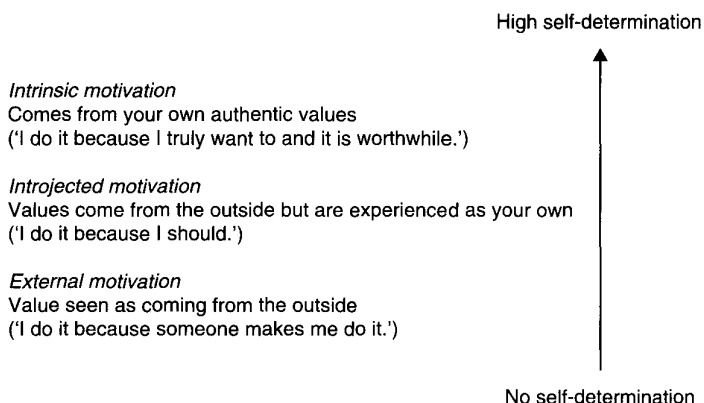 High self-determination
Intrinsic motivation
Comes from your own authentic values
('I do it because I truly want to and it is worthwhile.')
Introjected motivation
Values come from the outside but are experienced as your own
('I do it because I should.')
External motivation
Value seen as coming from the outside
('I do it because someone makes me do it.')
No self-determination